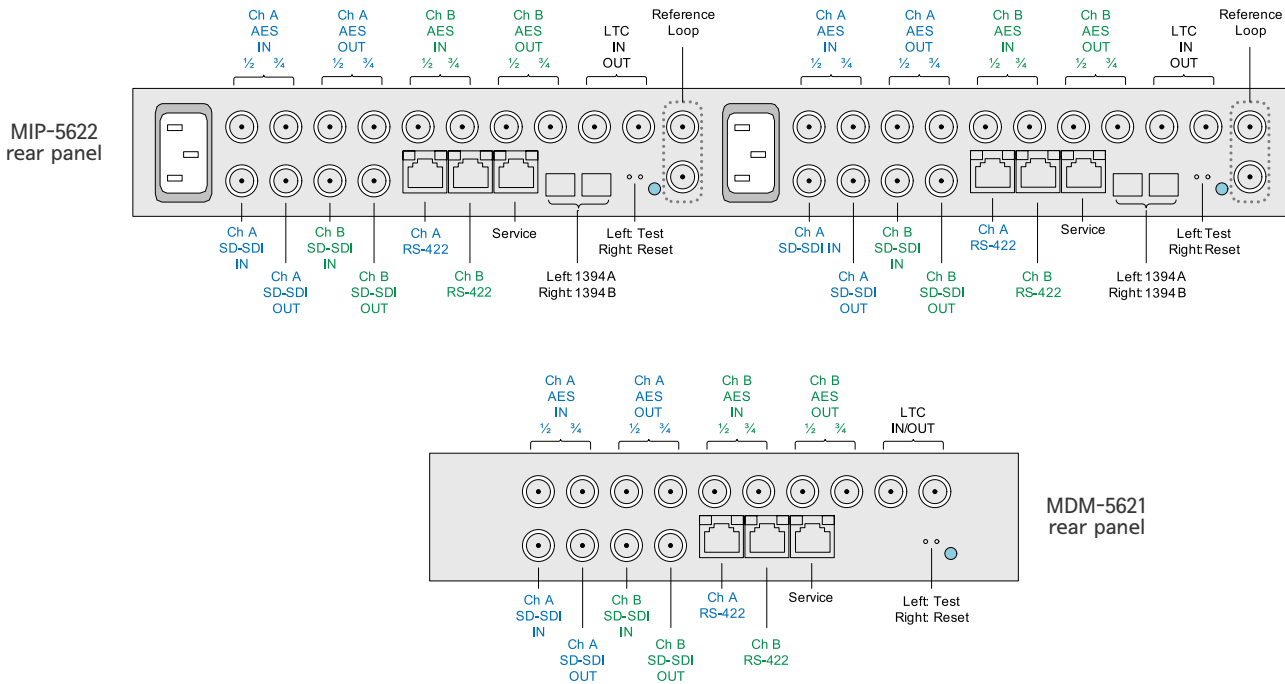 Ch A
AES
IN
½ ¾
Ch A
AES
OUT
½ ¾
Ch B
AES
IN
½ ¾
Ch B
AES
OUT
½ ¾
LTC
IN
OUT
Reference
Loop
Ch A
AES
IN
½ ¾
Ch A
AES
OUT
½ ¾
Ch B
AES
IN
½ ¾
Ch B
AES
OUT
½ ¾
LTC
IN
OUT
Reference
Loop
MIP-5622
rear panel
Ch A
SD-SDI
IN
Ch A
SD-SDI
OUT
Ch B
SD-SDI
IN
Ch B
SD-SDI
OUT
Ch A
RS-422
Ch B
RS-422
Service
Left: 1394A
Right: 1394B
Left: Test
Right: Reset
Ch A
SD-SDI IN
Ch A
SD-SDI
OUT
Ch B
SD-SDI
IN
Ch B
SD-SDI
OUT
Ch A
RS-422
Ch B
RS-422
Service
Left: 1394A
Right: 1394B
Left: Test
Right: Reset
Ch A
AES
IN
½ ¾
Ch A
AES
OUT
½ ¾
Ch B
AES
IN
½ ¾
Ch B
AES
OUT
½ ¾
LTC
IN/OUT
MDM-5621
rear panel
Ch A
SD-SDI
IN
Ch A
SD-SDI
OUT
Ch B
SD-SDI
IN
Ch B
SD-SDI
OUT
Ch A
RS-422
Ch B
RS-422
Service
Left: Test
Right: Reset